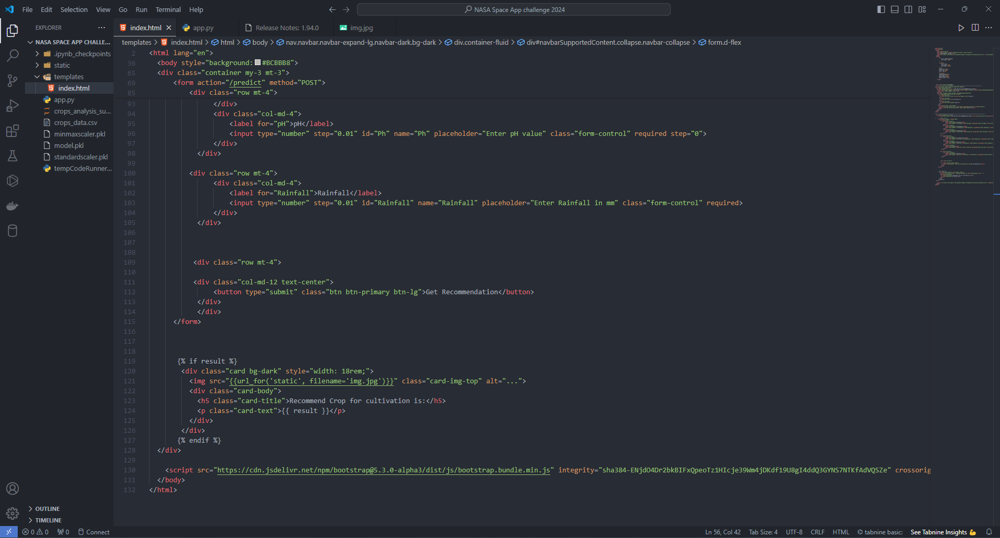 File Edit Selection View Go Run Terminal Help
NASA Space App challenge 2024
EXPLORER
NASA SPACE APP CHALLE...
.ipynb_checkpoints
static
templates
index.html
app.py
crops_analysis_su...
crops_data.csv
minmaxscaler.pkl
model.pkl
standardscaler.pkl
tempCodeRunner...
OUTLINE
TIMELINE
index.html app.py Release Notes: 1.94.0 img.jpg
templates > index.html > html > body > nav.navbar.navbar-expand-lg.navbar-dark.bg-dark > div.container-fluid > div#navbarSupportedContent.collapse.navbar-collapse > form.d-flex
2 <html lang="en">
36 <body style="background:#BCBBB8">
65 <div class="container my-3 mt-3">
69 <form action="/predict" method="POST">
85 <div class="row mt-4">
93 </div>
94 <div class="col-md-4">
95 <label for="pH">pH</label>
96 <input type="number" step="0.01" id="Ph" name="Ph" placeholder="Enter pH value" class="form-control" required step="0">
97 </div>
98 </div>
99
100 <div class="row mt-4">
101 <div class="col-md-4">
102 <label for="Rainfall">Rainfall</label>
103 <input type="number" step="0.01" id="Rainfall" name="Rainfall" placeholder="Enter Rainfall in mm" class="form-control" required>
104 </div>
105 </div>
106
107
108
109 <div class="row mt-4">
110
111 <div class="col-md-12 text-center">
112 <button type="submit" class="btn btn-primary btn-lg">Get Recommendation</button>
113 </div>
114 </div>
115 </form>
116
117
118
119 {% if result %}
120 <div class="card bg-dark" style="width: 18rem;">
121 <img src="{{url_for('static', filename='img.jpg')}}" class="card-img-top" alt="...">
122 <div class="card-body">
123 <h5 class="card-title">Recommend Crop for cultivation is:</h5>
124 <p class="card-text">{{ result }}</p>
125 </div>
126 </div>
127 {% endif %}
128 </div>
129
130 <script src="https://cdn.jsdelivr.net/npm/bootstrap@5.3.0-alpha3/dist/js/bootstrap.bundle.min.js" integrity="sha384-ENjdO4Dr2bkBIFxQpeoTz1HIcje39Wm4jDKdf19U8gI4ddQ3GYNS7NTKfAdVQSZe" crossorig
131 </body>
132 </html>
0 0 0 Connect
Ln 56, Col 42 Tab Size: 4 UTF-8 CRLF HTML tabnine basic: See Tabnine Insights